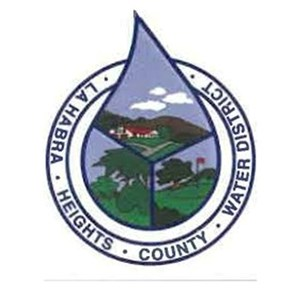 • LA HABRA • HEIGHTS • COUNTY • WATER DISTRICT •